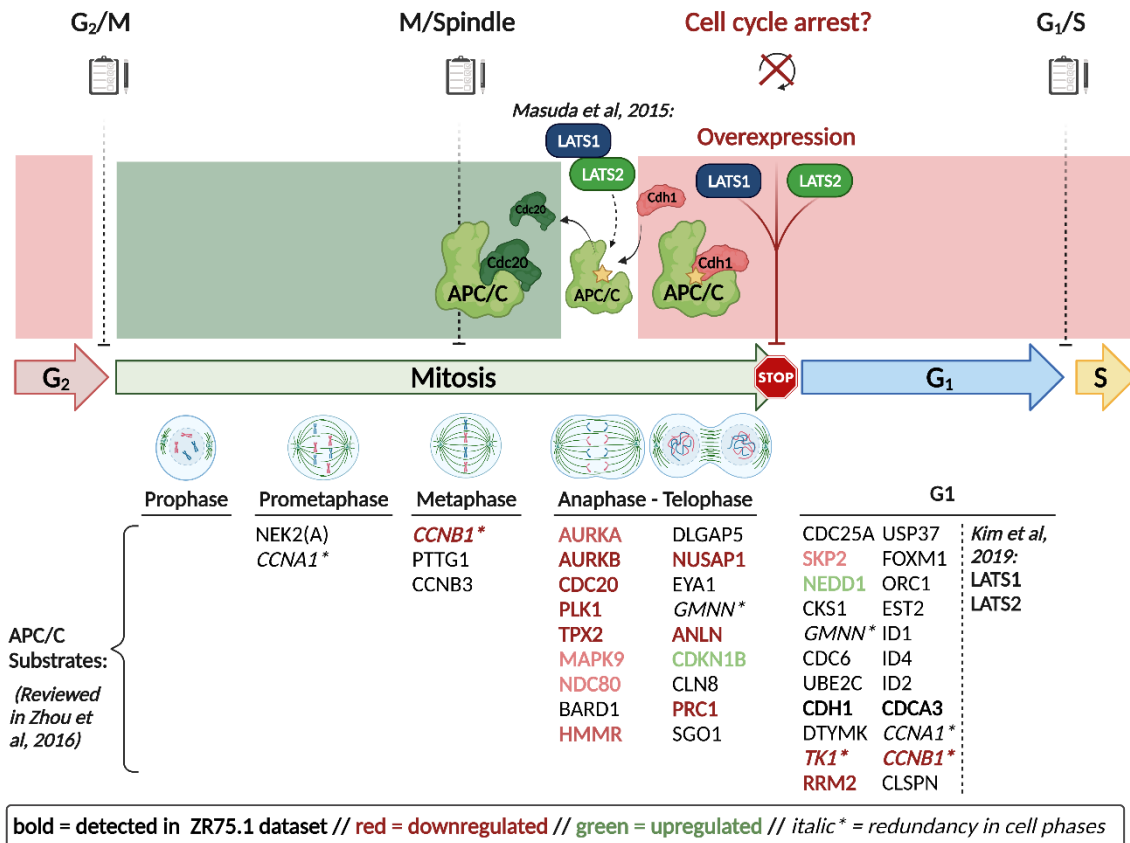 G₂/M
M/Spindle
Cell cycle arrest?
G₁/S
Masuda et al, 2015:
LATS1
LATS2
Overexpression
LATS1
LATS2
Cdc20
Cdh1
Cdc20
APC/C
APC/C
Cdh1
APC/C
G₂
Mitosis
STOP
G₁
S
Prophase
Prometaphase
Metaphase
Anaphase - Telophase
G1
APC/C
Substrates:
(Reviewed
in Zhou et
al, 2016)
NEK2(A)
CCNA1*
CCNB1*
PTTG1
CCNB3
AURKA
AURKB
CDC20
PLK1
TPX2
MAPK9
NDC80
BARD1
HMMR
DLGAP5
NUSAP1
EYA1
GMNN*
ANLN
CDKN1B
CLN8
PRC1
SGO1
CDC25A
SKP2
NEDD1
CKS1
GMNN*
CDC6
UBE2C
CDH1
DTYMK
TK1*
RRM2
USP37
FOXM1
ORC1
EST2
ID1
ID4
ID2
CDCA3
CCNA1*
CCNB1*
CLSPN
Kim et al,
2019:
LATS1
LATS2
bold = detected in ZR75.1 dataset // red = downregulated // green = upregulated // italic* = redundancy in cell phases